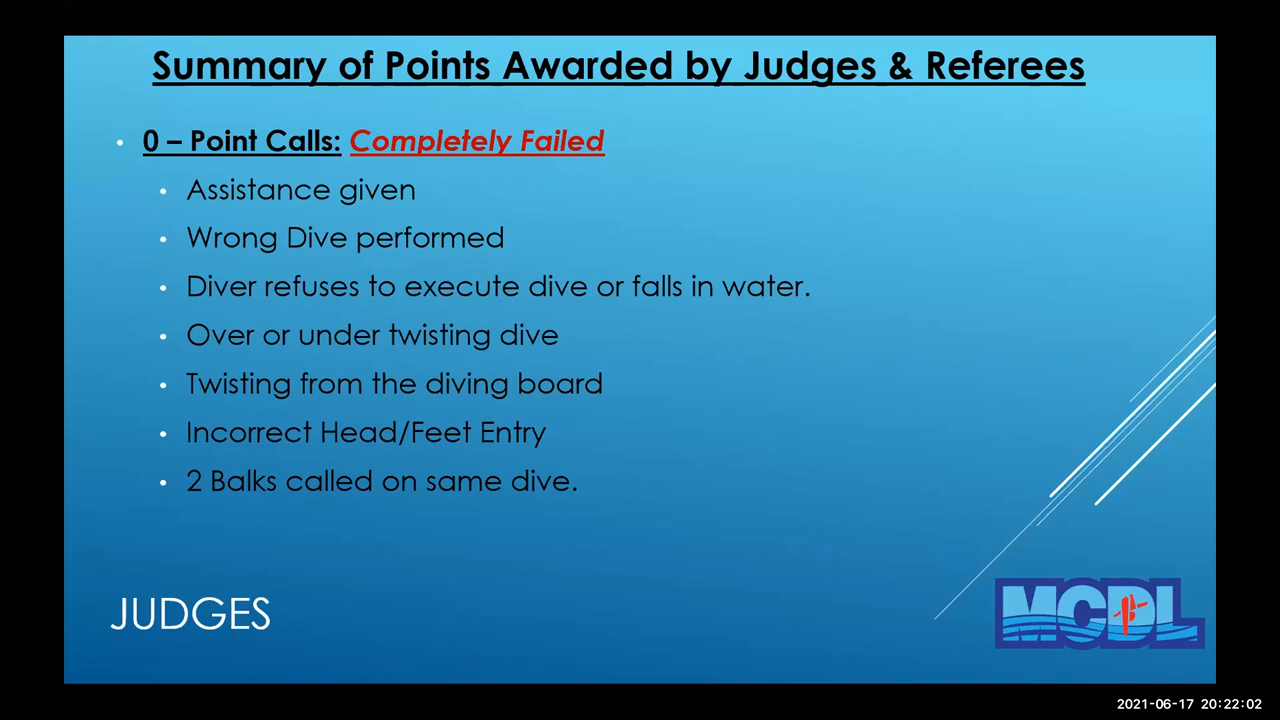 Summary of Points Awarded by Judges & Referees
• 0 – Point Calls: Completely Failed
• Assistance given
• Wrong Dive performed
• Diver refuses to execute dive or falls in water.
• Over or under twisting dive
• Twisting from the diving board
• Incorrect Head/Feet Entry
• 2 Balks called on same dive.
JUDGES
MCDL
2021-06-17 20:22:02